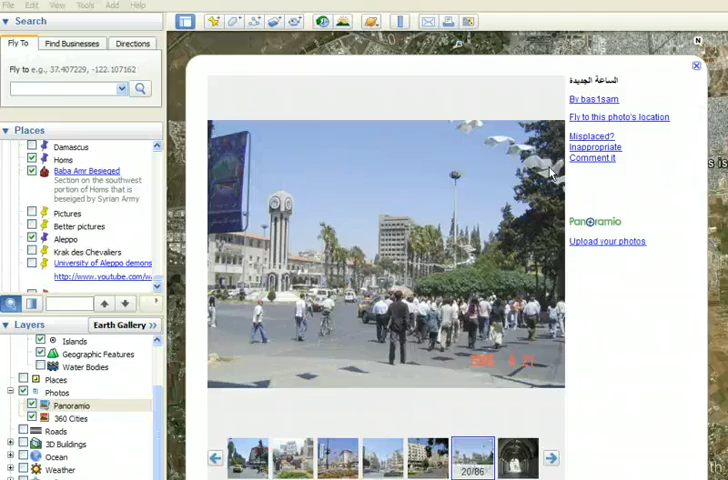 File Edit View Tools Add Help
Search
Fly To Find Businesses Directions
Fly to e.g., 37.407229, -122.107162
Places
Damascus
Homs
Baba Amr Besieged
Section on the southwest
portion of Homs that is
beseiged by Syrian Army
Pictures
Better pictures
Aleppo
Krak des Chevaliers
University of Aleppo demons
http://www.youtube.com/w
Layers
Earth Gallery >>
Islands
Geographic Features
Water Bodies
Places
Photos
Panoramio
360 Cities
Roads
3D Buildings
Ocean
Weather
N
الساعة الجديدة
By bas1sam
Fly to this photo's location
Misplaced?
Inappropriate
Comment it
Panoramio
Upload your photos
20/86
s is